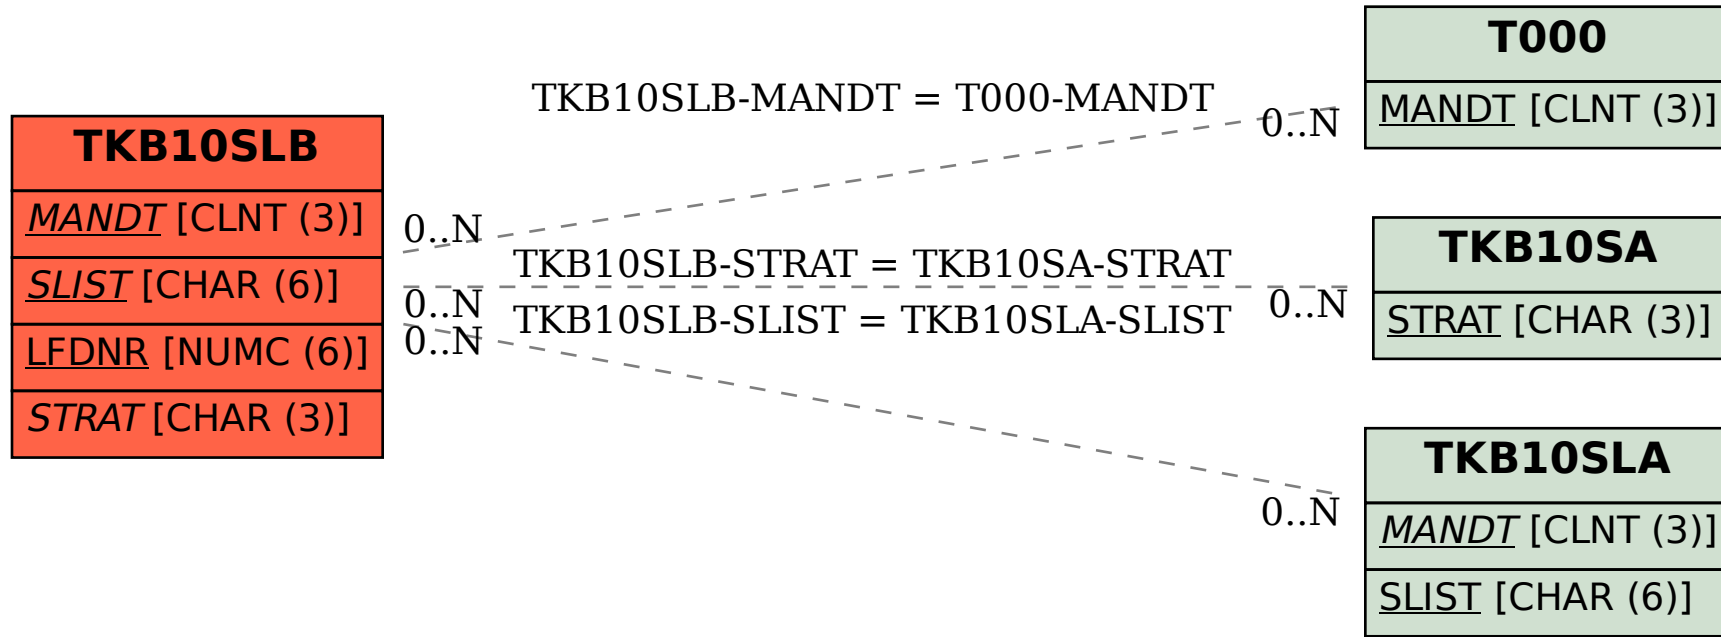 TKB10SLB
MANDT [CLNT (3)]
SLIST [CHAR (6)]
LFDNR [NUMC (6)]
STRAT [CHAR (3)]
TKB10SLB-MANDT = T000-MANDT
0..N
0..N
TKB10SLB-STRAT = TKB10SA-STRAT
0..N
0..N
TKB10SLB-SLIST = TKB10SLA-SLIST
0..N
0..N
T000
MANDT [CLNT (3)]
TKB10SA
STRAT [CHAR (3)]
TKB10SLA
MANDT [CLNT (3)]
SLIST [CHAR (6)]